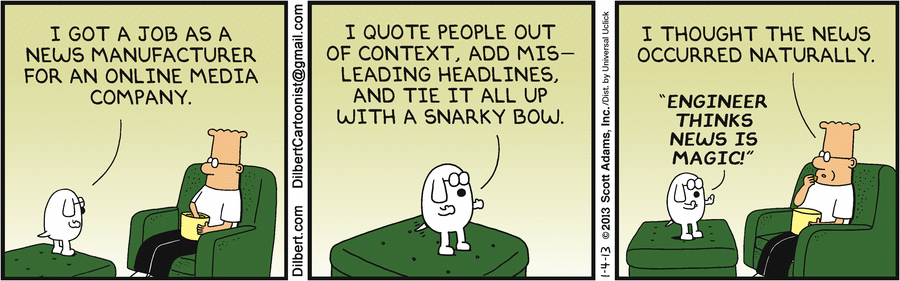 I GOT A JOB AS A
NEWS MANUFACTURER
FOR AN ONLINE MEDIA
COMPANY.
Dilbert.com DilbertCartoonist@gmail.com
I QUOTE PEOPLE OUT
OF CONTEXT, ADD MIS-
LEADING HEADLINES,
AND TIE IT ALL UP
WITH A SNARKY BOW.
1-4-13 ©2013 Scott Adams, Inc./Dist. by Universal Uclick
I THOUGHT THE NEWS
OCCURRED NATURALLY.
"ENGINEER
THINKS
NEWS IS
MAGIC!"